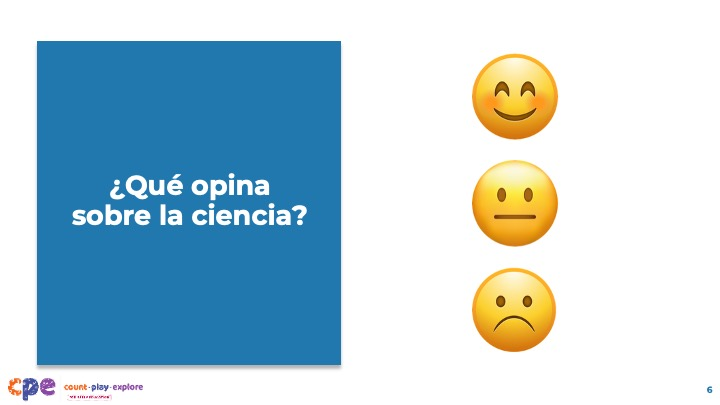 ¿Qué opina
sobre la ciencia?
cpe count·play·explore
6